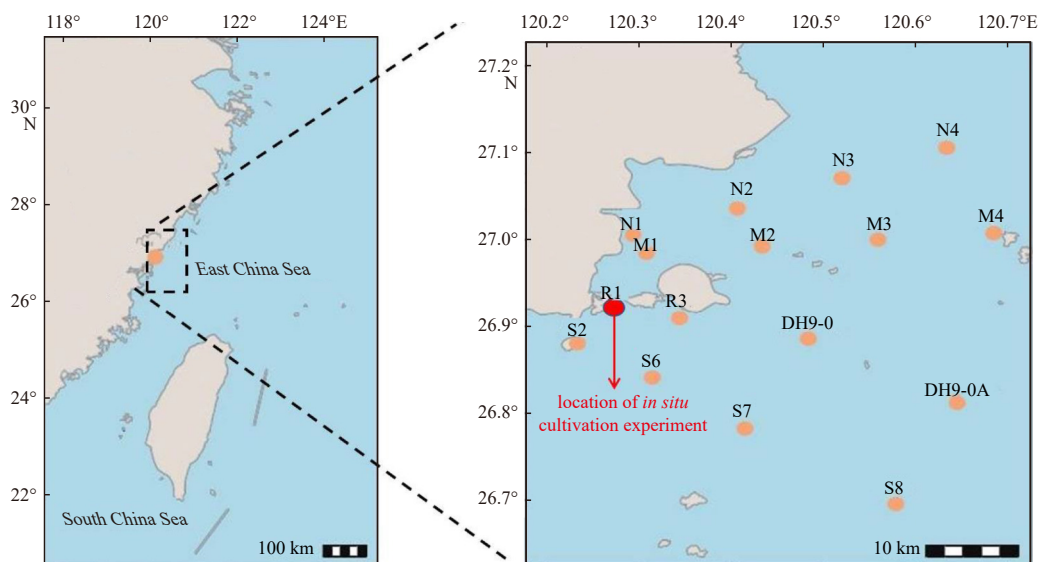 118°
120°
122°
124°E
30°
N
28°
26°
24°
22°
East China Sea
South China Sea
100 km
120.2°
120.3°
120.4°
120.5°
120.6°
120.7°E
27.2°
N
27.1°
27.0°
26.9°
26.8°
26.7°
N4
N3
N2
N1
M1
M2
M3
M4
R1
R3
DH9-0
S2
S6
DH9-0A
location of in situ
cultivation experiment
S7
S8
10 km